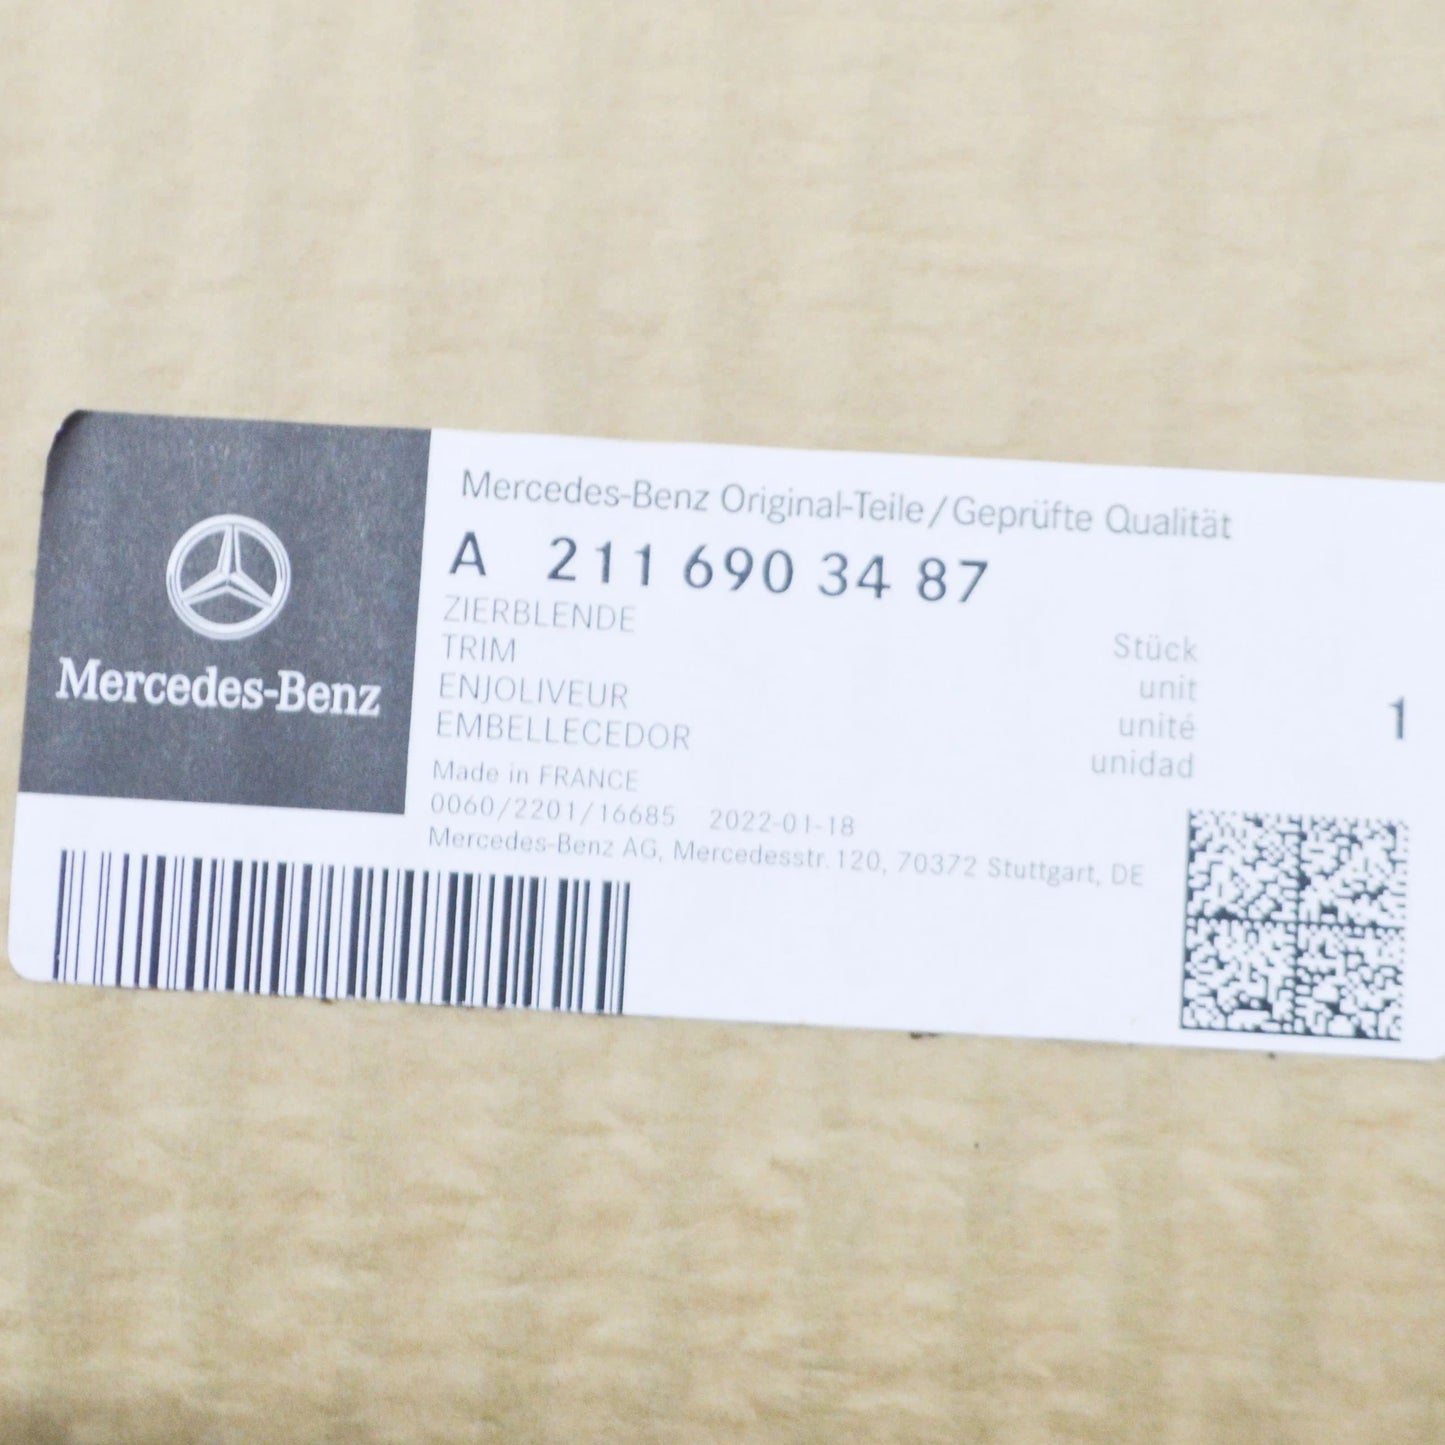 Mercedes-Benz
Mercedes-Benz Original-Teile/Geprüfte Qualität
A 211 690 34 87
ZIERBLENDE
TRIM
ENJOLIVEUR
EMBELLECEDOR
Stück
unit
unité
unidad
1
Made in FRANCE
0060/2201/16685 2022-01-18
Mercedes-Benz AG, Mercedesstr. 120, 70372 Stuttgart, DE